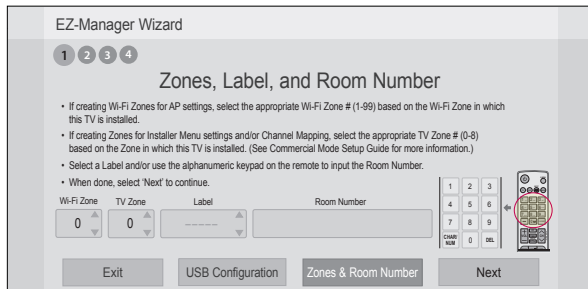 EZ-Manager Wizard
1 2 3 4
Zones, Label, and Room Number
• If creating Wi-Fi Zones for AP settings, select the appropriate Wi-Fi Zone # (1-99) based on the Wi-Fi Zone in which
this TV is installed.
• If creating Zones for Installer Menu settings and/or Channel Mapping, select the appropriate TV Zone # (0-8)
based on the Zone in which this TV is installed. (See Commercial Mode Setup Guide for more information.)
• Select a Label and/or use the alphanumeric keypad on the remote to input the Room Number.
• When done, select 'Next' to continue.
Wi-Fi Zone TV Zone Label Room Number
0 0 -----
1 2 3
4 5 6
7 8 9
CHAR/
NUM 0 DEL
Exit USB Configuration Zones & Room Number Next